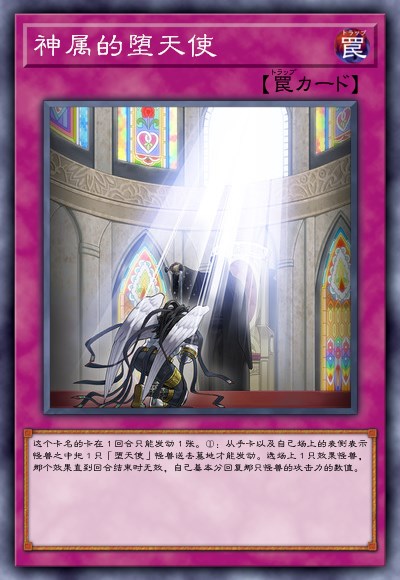 神属的堕天使
トラップ
罠
トラップ
【罠カード】
这个卡名的卡在1回合只能发动1张。①：从手卡以及自己场上的表侧表示
怪兽之中把1只「堕天使」怪兽送去墓地才能发动。选场上1只效果怪兽，
那个效果直到回合结束时无效，自己基本分回复那只怪兽的攻击力的数值。